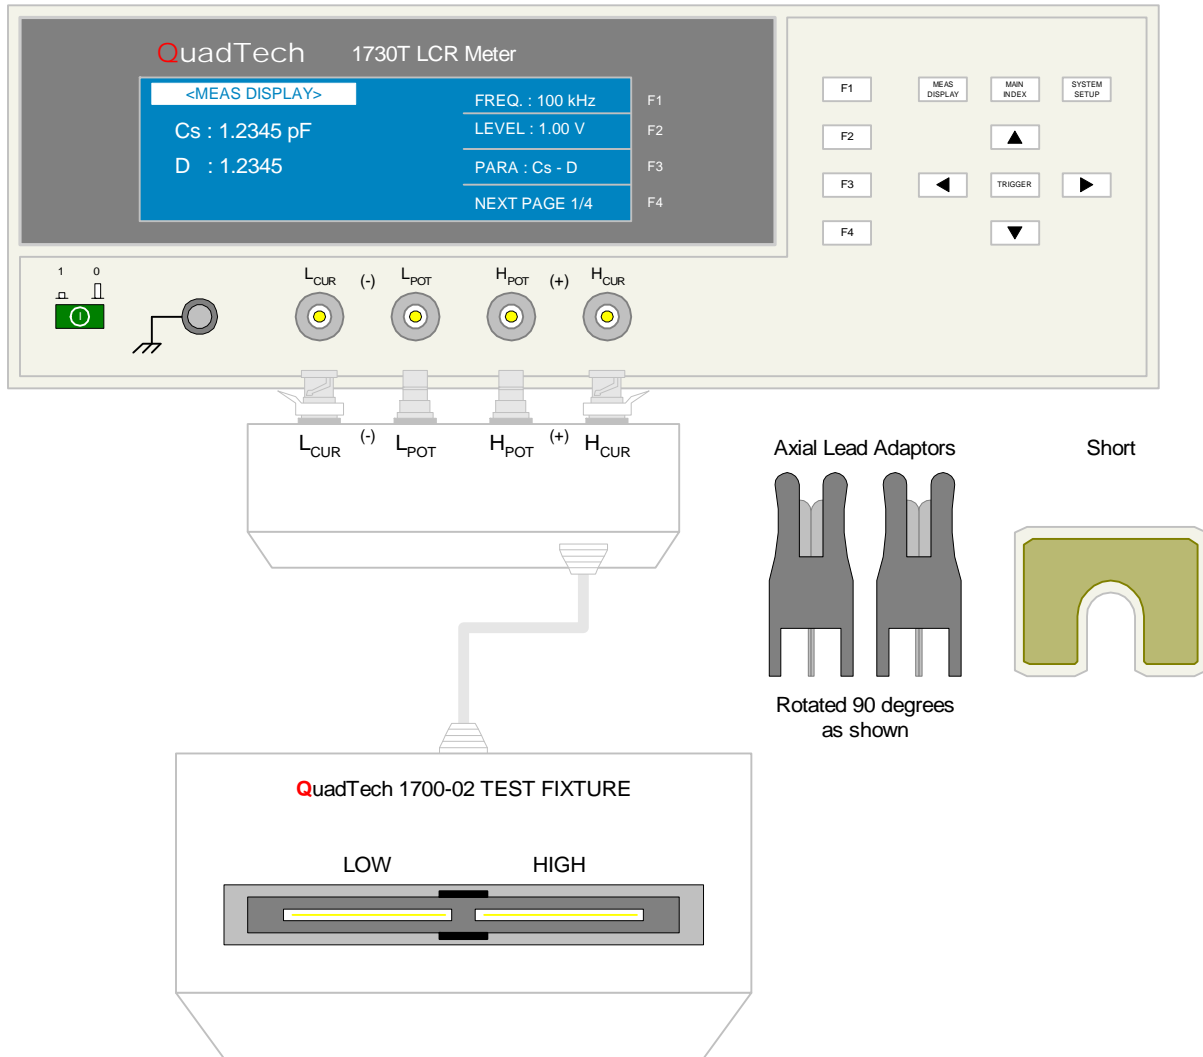 QuadTech 1730T LCR Meter
<MEAS DISPLAY>
Cs : 1.2345 pF
D : 1.2345
FREQ. : 100 kHz F1
LEVEL : 1.00 V F2
PARA : Cs - D F3
NEXT PAGE 1/4 F4
F1
F2
F3
F4
MEAS
DISPLAY
MAIN
INDEX
SYSTEM
SETUP
TRIGGER
1 0
LCUR (-) LPOT HPOT (+) HCUR
LCUR (-) LPOT HPOT (+) HCUR
Axial Lead Adaptors
Short
Rotated 90 degrees
as shown
QuadTech 1700-02 TEST FIXTURE
LOW HIGH